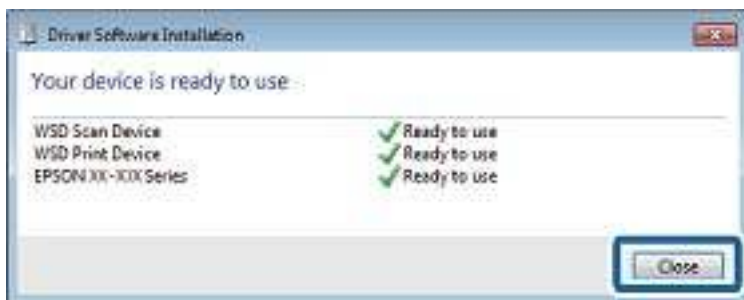 Driver Software Installation
Your device is ready to use
WSD Scan Device Ready to use
WSD Print Device Ready to use
EPSON XX-XXX Series Ready to use
Close